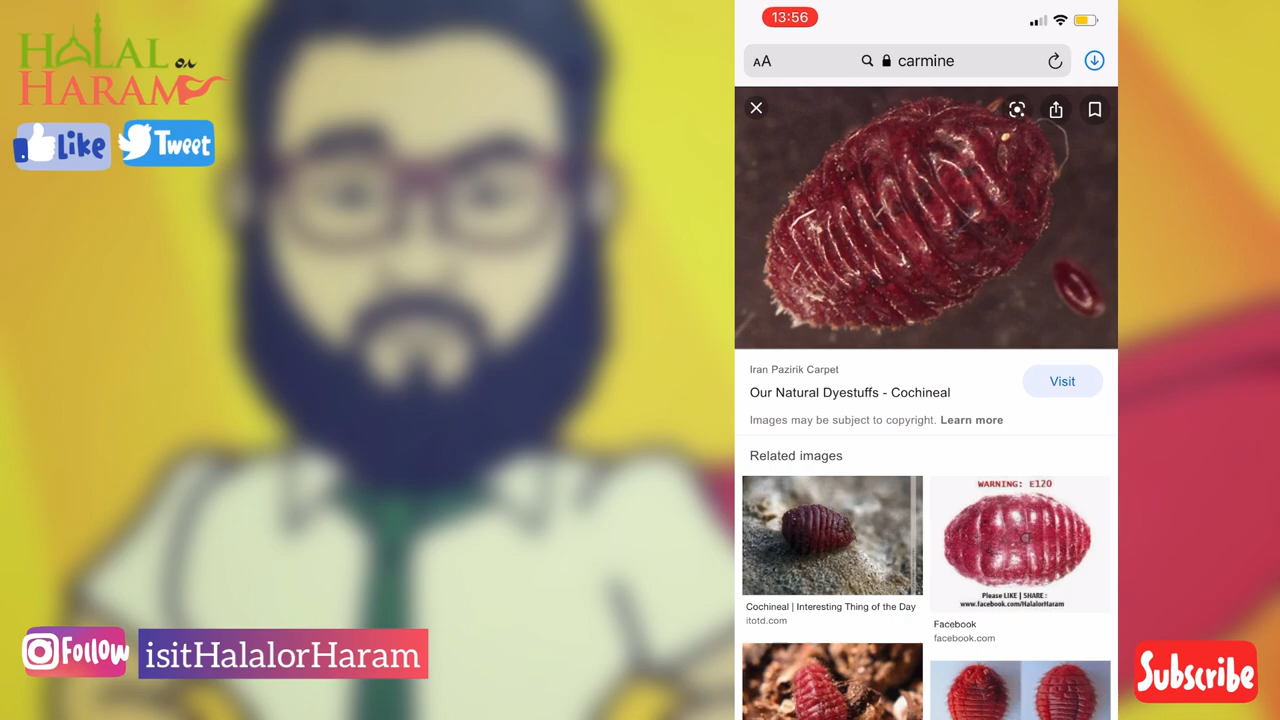 HALAL OR
HARAM
Like
Tweet
Follow
isitHalalorHaram
13:56
AA
carmine
Iran Pazirik Carpet
Our Natural Dyestuffs - Cochineal
Visit
Images may be subject to copyright. Learn more
Related images
WARNING: E120
Please LIKE | SHARE :
www.facebook.com/HalalorHaram
Cochineal | Interesting Thing of the Day
itotd.com
Facebook
facebook.com
Subscribe